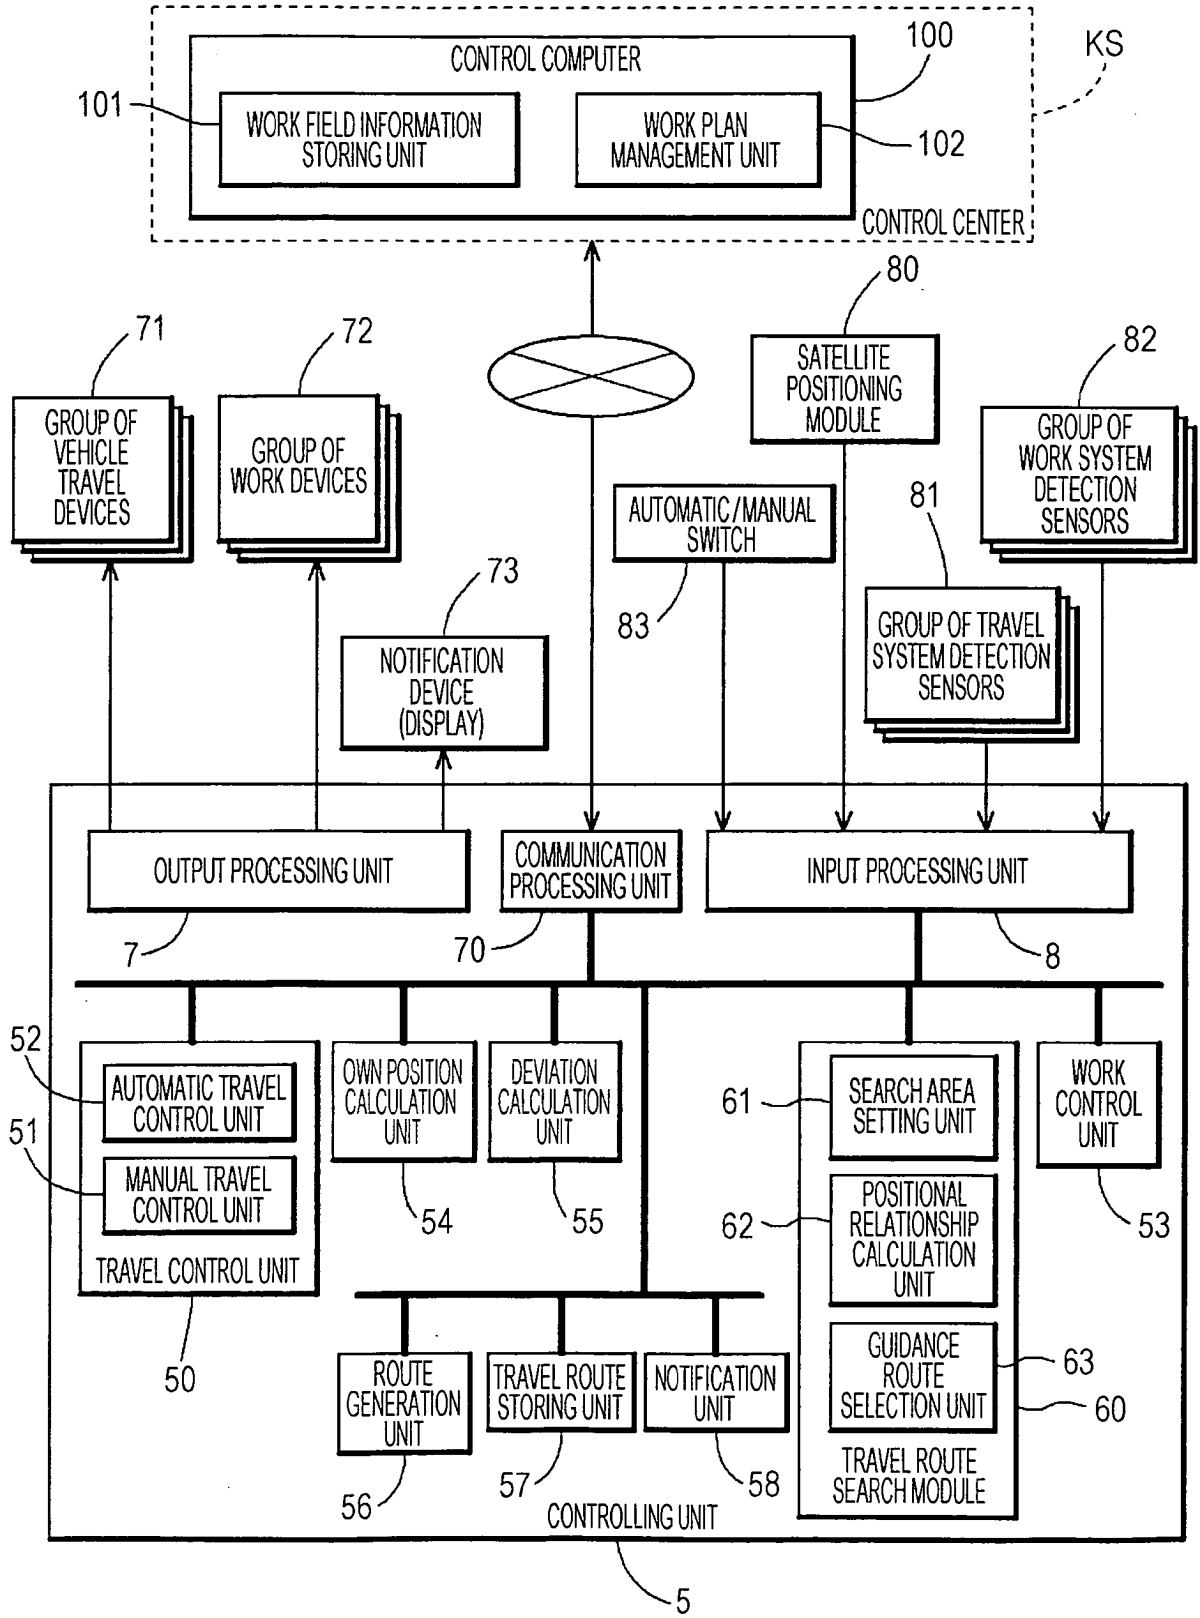 KS
100
CONTROL COMPUTER
101
WORK FIELD INFORMATION
STORING UNIT
WORK PLAN
MANAGEMENT UNIT
102
CONTROL CENTER
71
GROUP OF
VEHICLE
TRAVEL
DEVICES
72
GROUP OF
WORK DEVICES
73
NOTIFICATION
DEVICE
(DISPLAY)
80
SATELLITE
POSITIONING
MODULE
AUTOMATIC/MANUAL
SWITCH
83
81
GROUP OF TRAVEL
SYSTEM DETECTION
SENSORS
82
GROUP OF
WORK SYSTEM
DETECTION
SENSORS
OUTPUT PROCESSING UNIT
7
COMMUNICATION
PROCESSING UNIT
70
INPUT PROCESSING UNIT
8
52
AUTOMATIC TRAVEL
CONTROL UNIT
51
MANUAL TRAVEL
CONTROL UNIT
TRAVEL CONTROL UNIT
50
OWN POSITION
CALCULATION
UNIT
54
DEVIATION
CALCULATION
UNIT
55
61
SEARCH AREA
SETTING UNIT
62
POSITIONAL
RELATIONSHIP
CALCULATION
UNIT
GUIDANCE
ROUTE
SELECTION UNIT
63
60
TRAVEL ROUTE
SEARCH MODULE
WORK
CONTROL
UNIT
53
ROUTE
GENERATION
UNIT
56
TRAVEL ROUTE
STORING UNIT
57
NOTIFICATION
UNIT
58
CONTROLLING UNIT
5